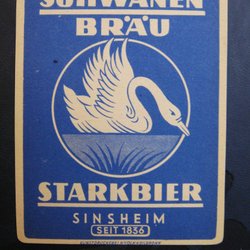 SCHWANEN
BRÄU
STARKBIER
SINSHEIM
SEIT 1836